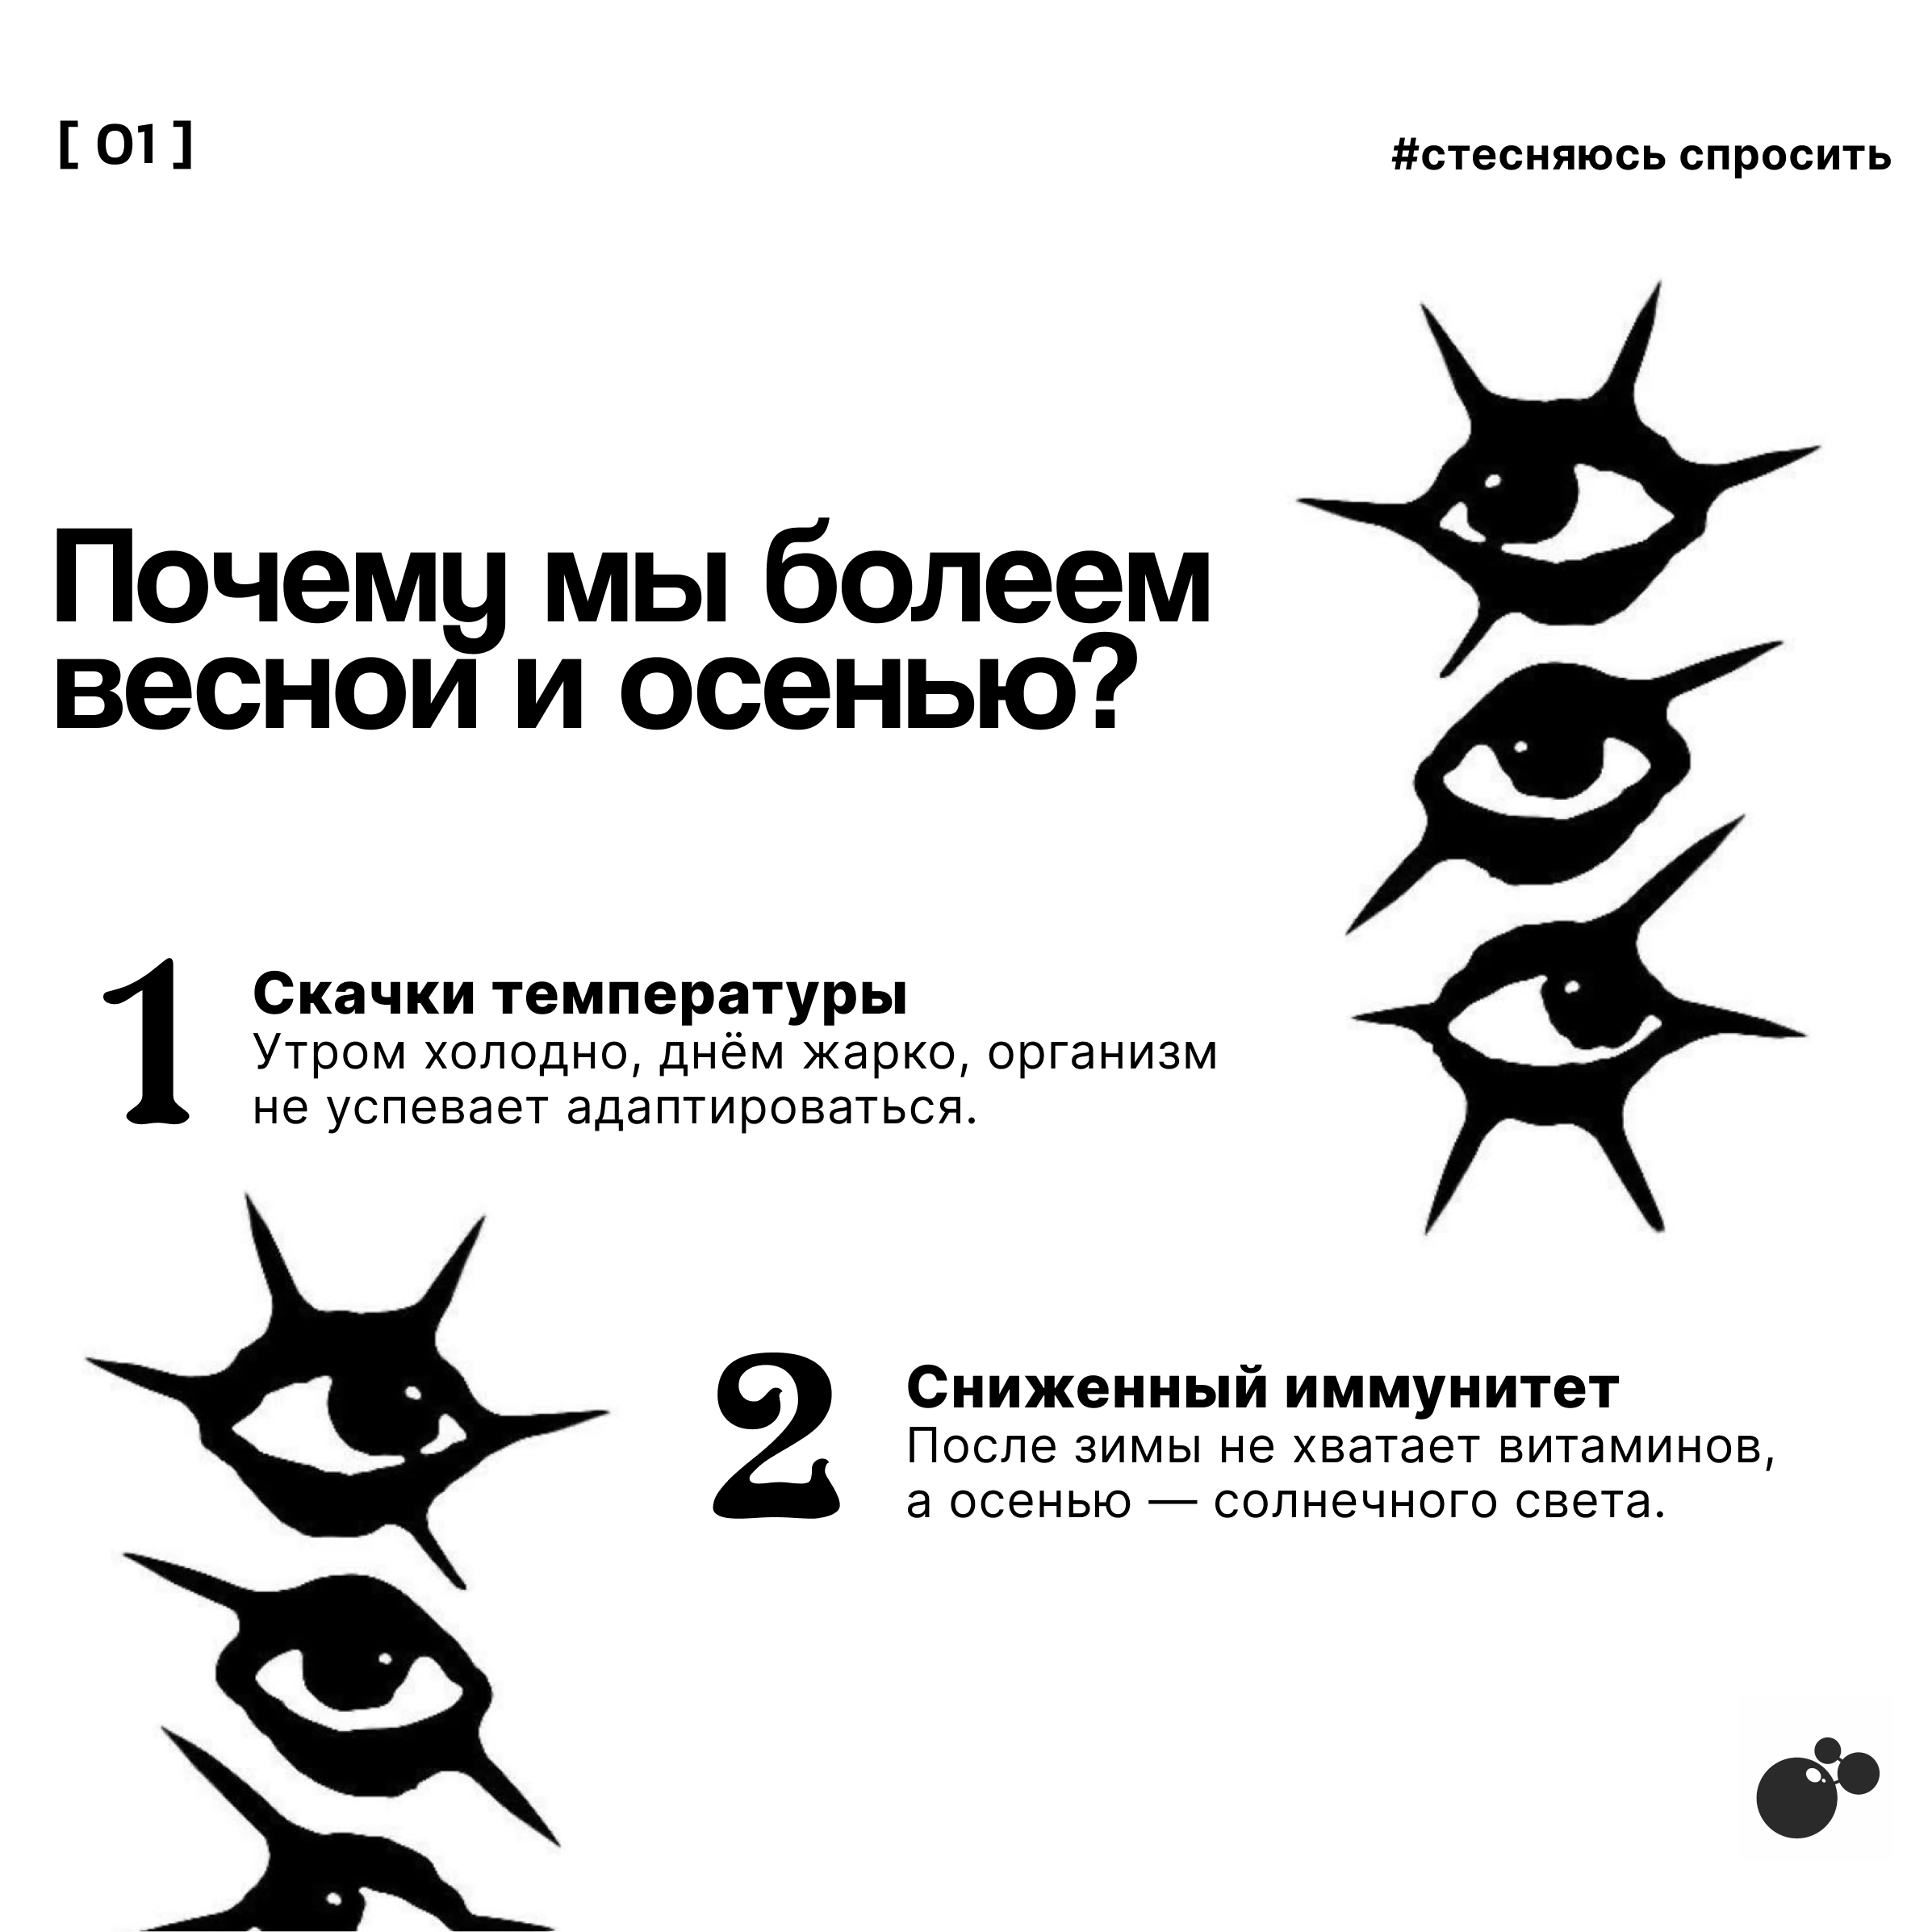 [ 01 ]
#стесняюсь спросить
Почему мы болеем
весной и осенью?
1
Скачки температуры
Утром холодно, днём жарко, организм
не успевает адаптироваться.
2
Сниженный иммунитет
После зимы не хватает витаминов,
а осенью — солнечного света.